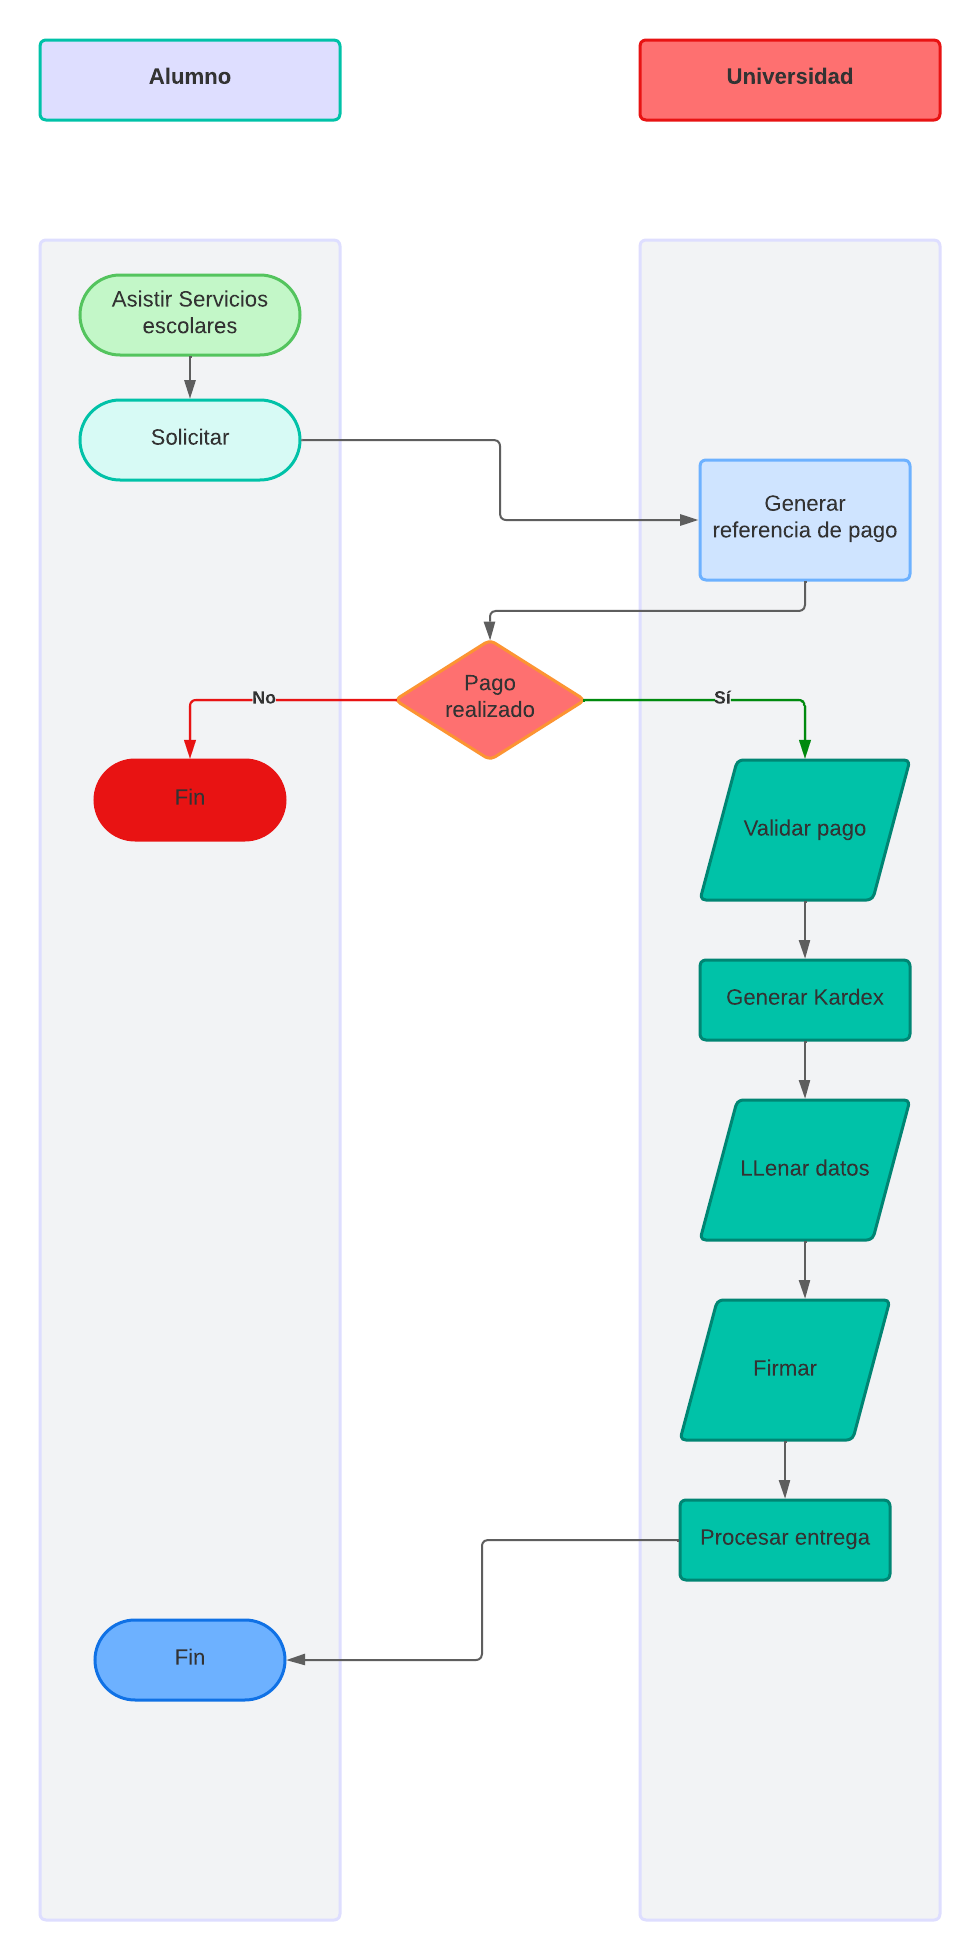 Alumno
Universidad
Asistir Servicios
escolares
Solicitar
Generar
referencia de pago
Pago
realizado
No
Sí
Fin
Validar pago
Generar Kardex
LLenar datos
Firmar
Procesar entrega
Fin